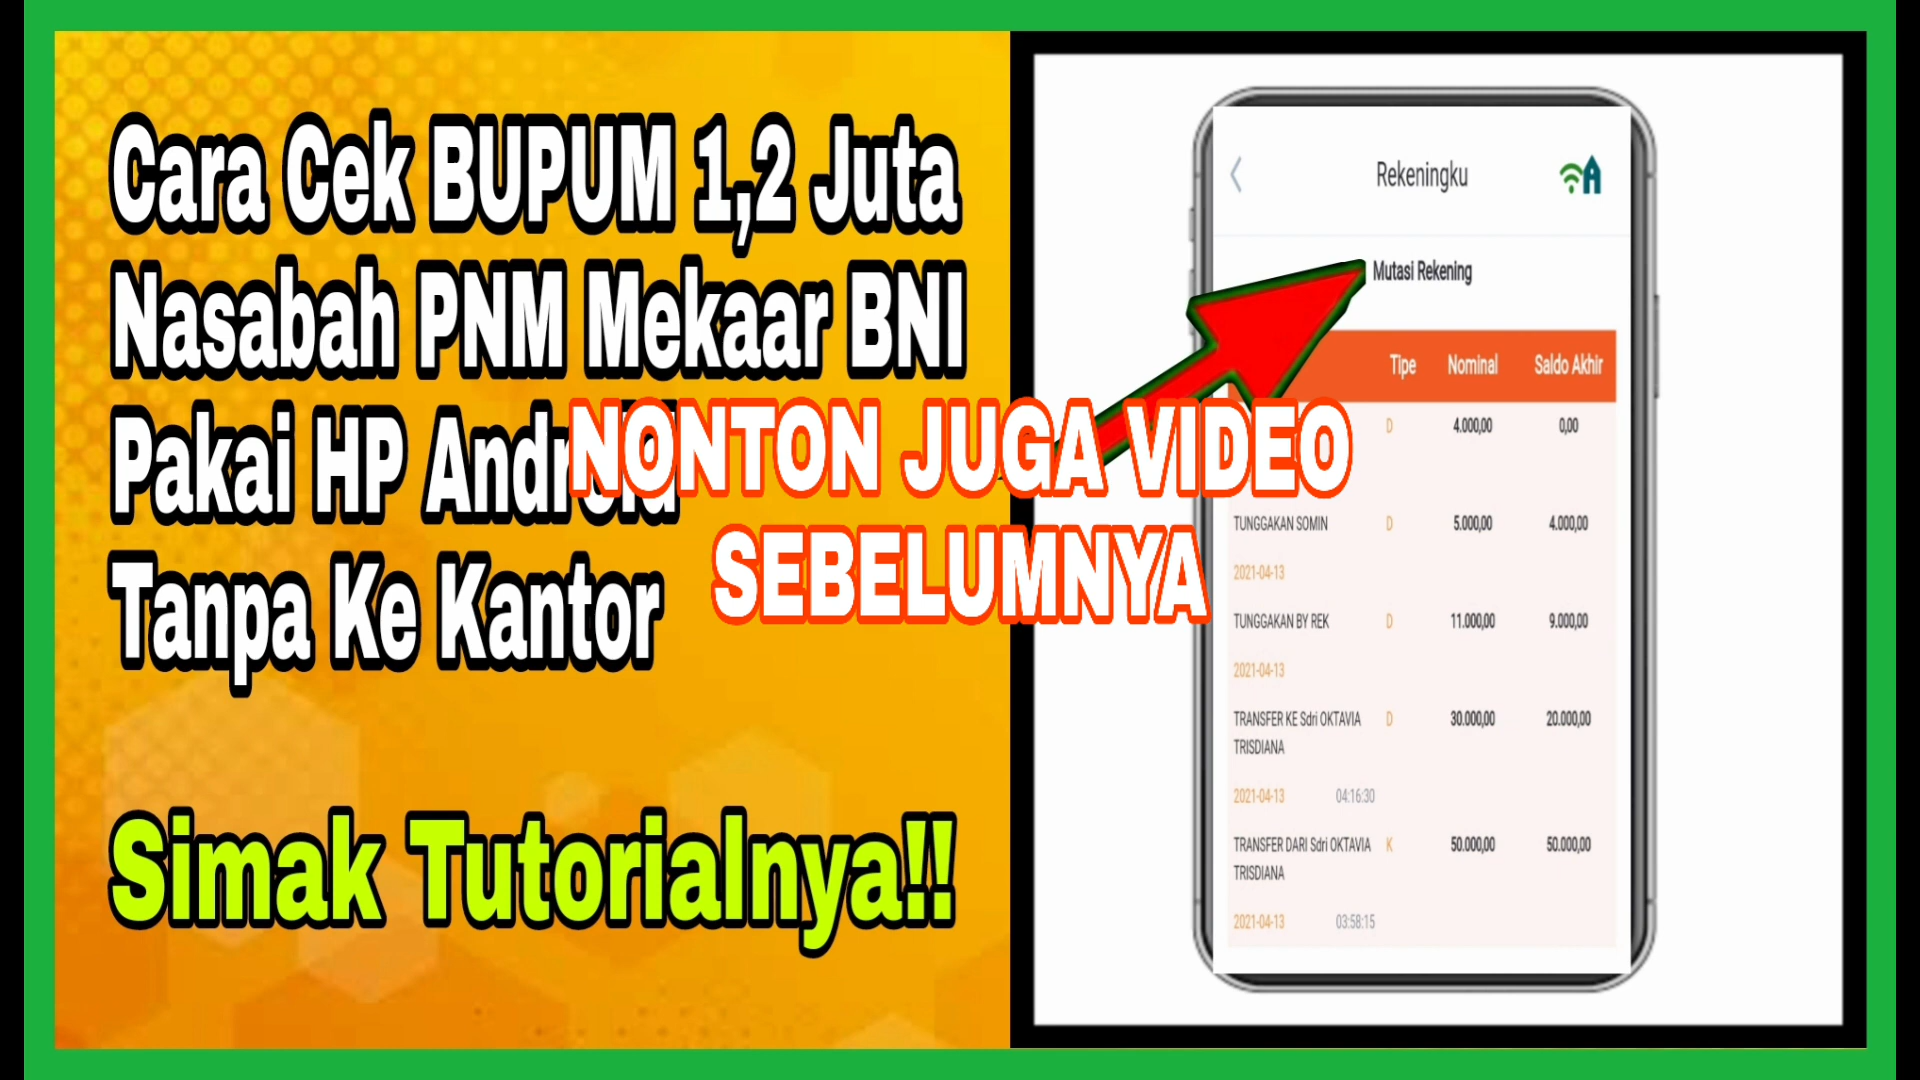 Cara Cek BUPUM 1,2 Juta
Nasabah PNM Mekaar BNI
Pakai HP Android
Tanpa Ke Kantor
Simak Tutorialnya!!
NONTON JUGA VIDEO
SEBELUMNYA
Rekeningku
Mutasi Rekening
Tipe Nominal Saldo Akhir
D 4.000,00 0,00
TUNGGAKAN SOMIN D 5.000,00 4.000,00
2021-04-13
TUNGGAKAN BY REK D 11.000,00 9.000,00
2021-04-13
TRANSFER KE Sdri OKTAVIA D 30.000,00 20.000,00
TRISDIANA
2021-04-13 04:16:30
TRANSFER DARI Sdri OKTAVIA K 50.000,00 50.000,00
TRISDIANA
2021-04-13 03:58:15